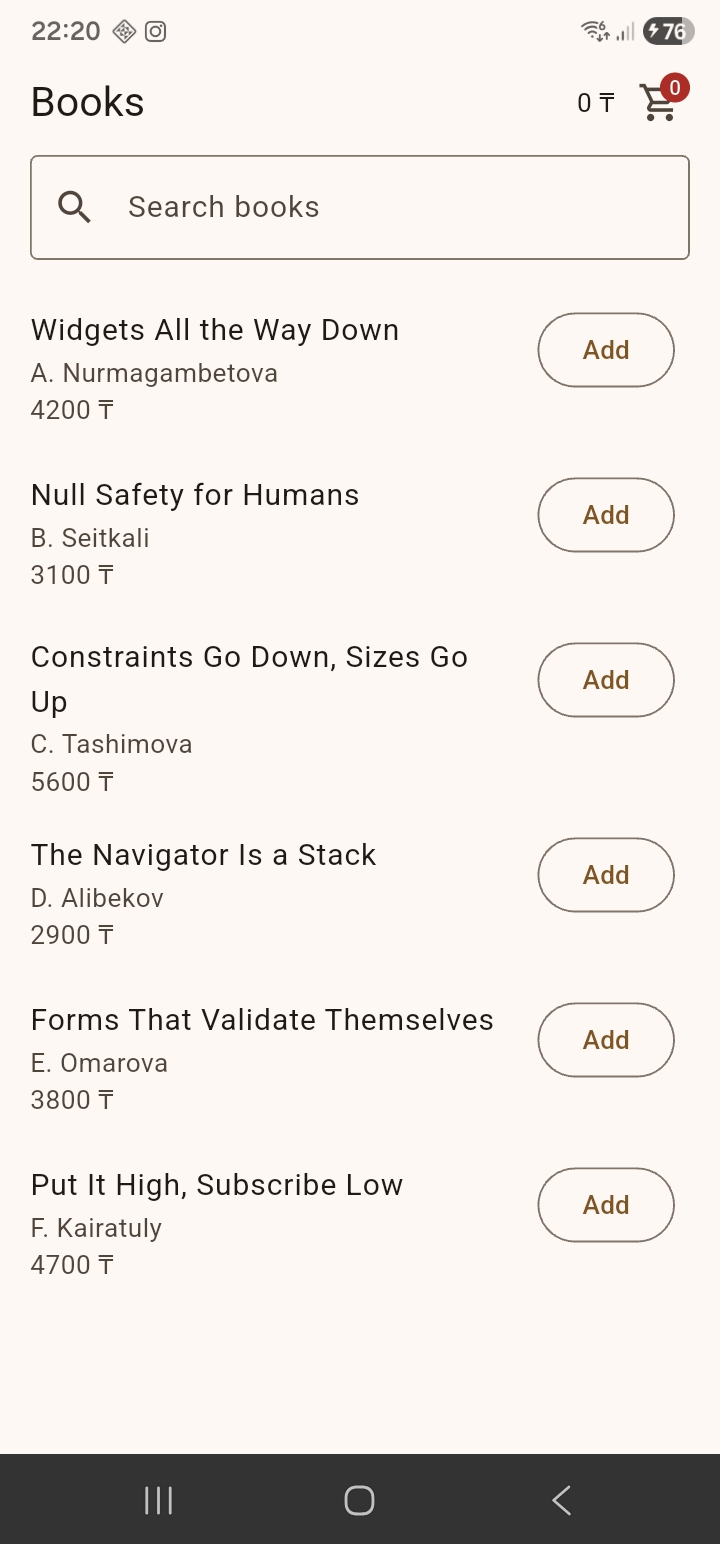 22:20
6
76
Books
0 ₸
0
Search books
Widgets All the Way Down
A. Nurmagambetova
4200 ₸
Add
Null Safety for Humans
B. Seitkali
3100 ₸
Add
Constraints Go Down, Sizes Go
Up
C. Tashimova
5600 ₸
Add
The Navigator Is a Stack
D. Alibekov
2900 ₸
Add
Forms That Validate Themselves
E. Omarova
3800 ₸
Add
Put It High, Subscribe Low
F. Kairatuly
4700 ₸
Add